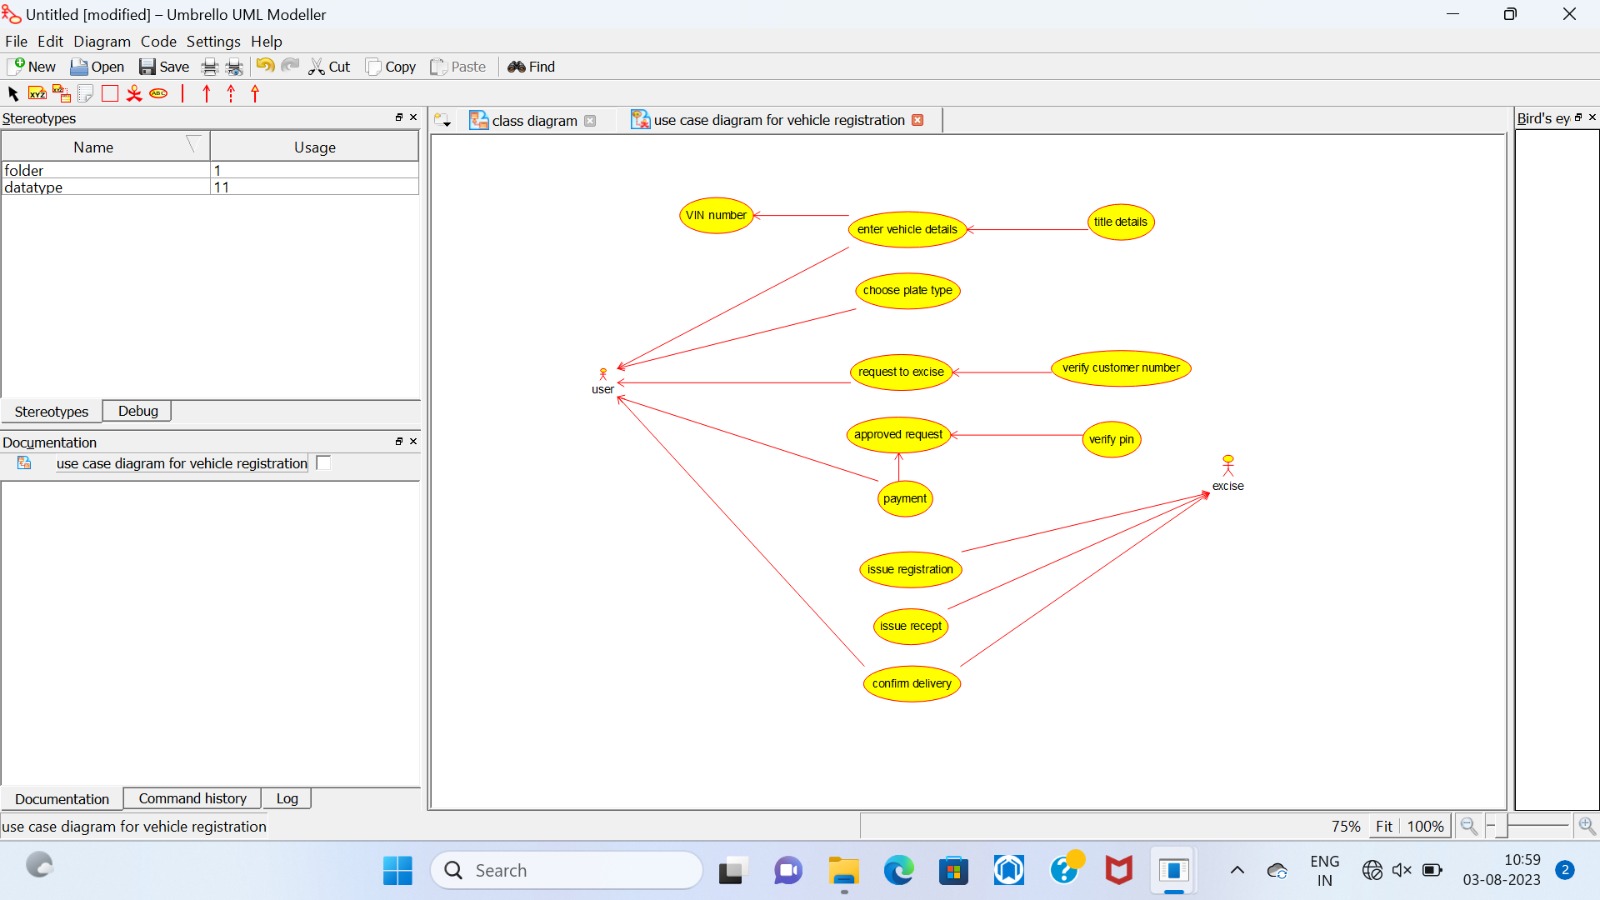 Untitled [modified] – Umbrello UML Modeller
File Edit Diagram Code Settings Help
New Open Save Cut Copy Paste Find
XYZ XYZ ABC
Stereotypes
class diagram
use case diagram for vehicle registration
Bird's ey
Name Usage
folder 1
datatype 11
Stereotypes Debug
Documentation
use case diagram for vehicle registration
VIN number
enter vehicle details
title details
choose plate type
user
request to excise
verify customer number
approved request
verify pin
payment
excise
issue registration
issue recept
confirm delivery
Documentation Command history Log
use case diagram for vehicle registration
75% Fit 100%
Search
ENG
IN
10:59
03-08-2023
2